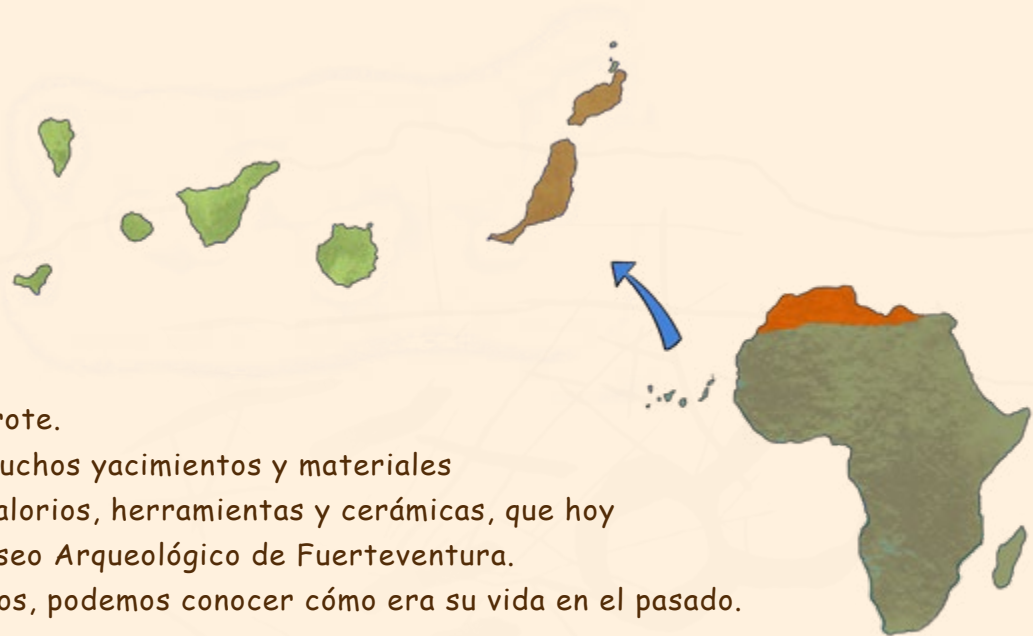 rote.
uchos yacimientos y materiales
alorios, herramientas y cerámicas, que hoy
seo Arqueológico de Fuerteventura.
os, podemos conocer cómo era su vida en el pasado.